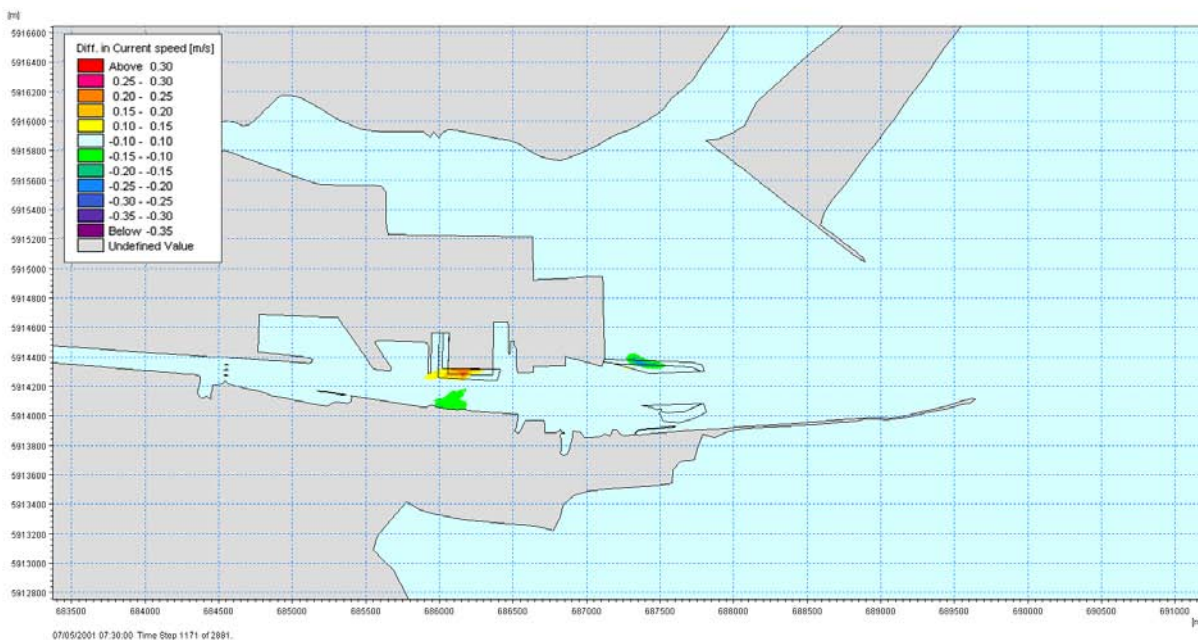 [m]
5916600
5916400
5916200
5916000
5915800
5915600
5915400
5915200
5915000
5914800
5914600
5914400
5914200
5914000
5913800
5913600
5913400
5913200
5913000
5912800
Diff. in Current speed [m/s]
Above 0.30
0.25 - 0.30
0.20 - 0.25
0.15 - 0.20
0.10 - 0.15
-0.10 - 0.10
-0.15 - -0.10
-0.20 - -0.15
-0.25 - -0.20
-0.30 - -0.25
-0.35 - -0.30
Below -0.35
Undefined Value
683500 684000 684500 685000 685500 686000 686500 687000 687500 688000 688500 689000 689500 690000 690500 691000
07/05/2001 07:30:00 Time Step 1171 of 2881.